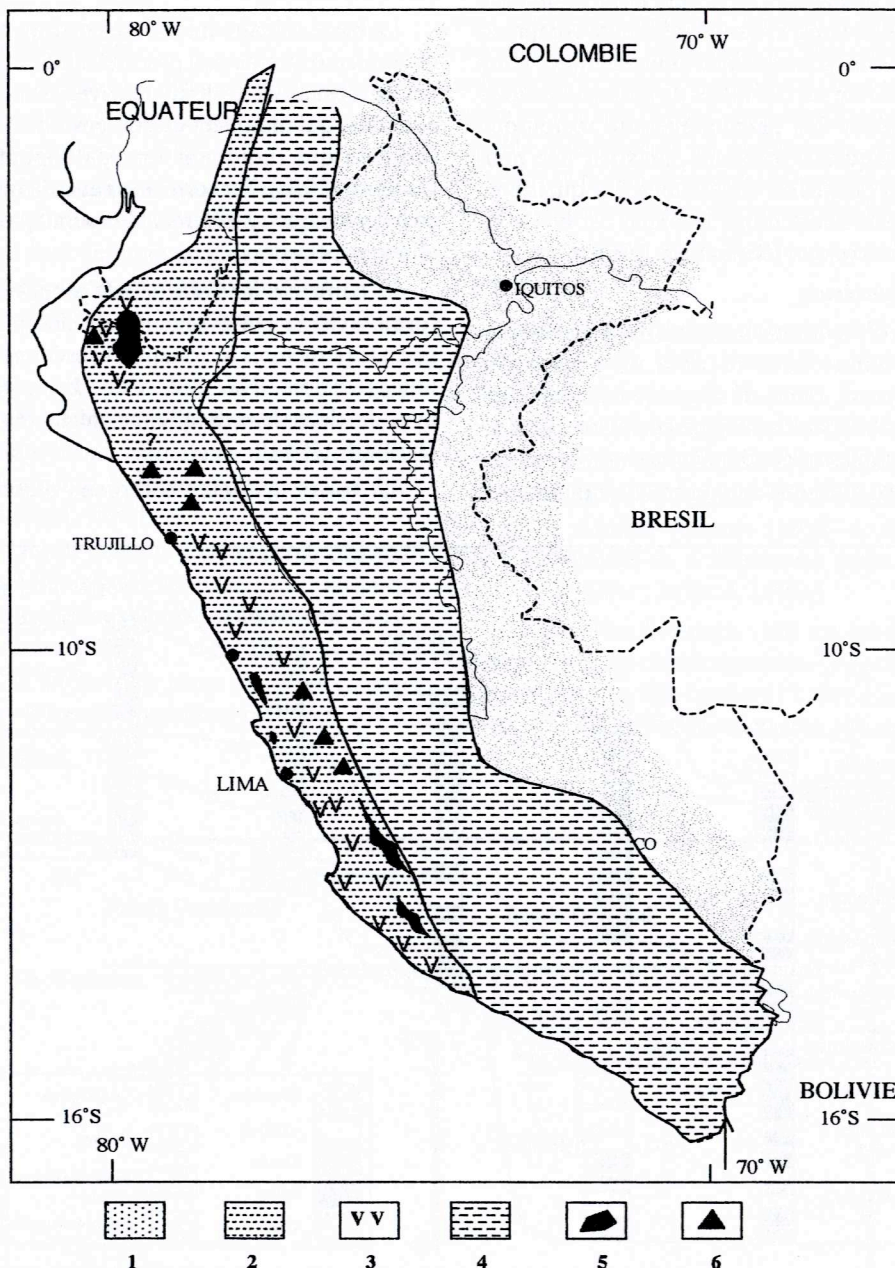 80° W
70° W
COLOMBIE
0°
0°
EQUATEUR
IQUITOS
V
V
V
V
V?
?
TRUJILLO
BRESIL
V
V
V
V
V
10°S
10°S
V
V
LIMA
V
V V
V
V V
CO
V
V
V
BOLIVIE
16°S
16°S
80° W
70° W
V V
1 2 3 4 5 6